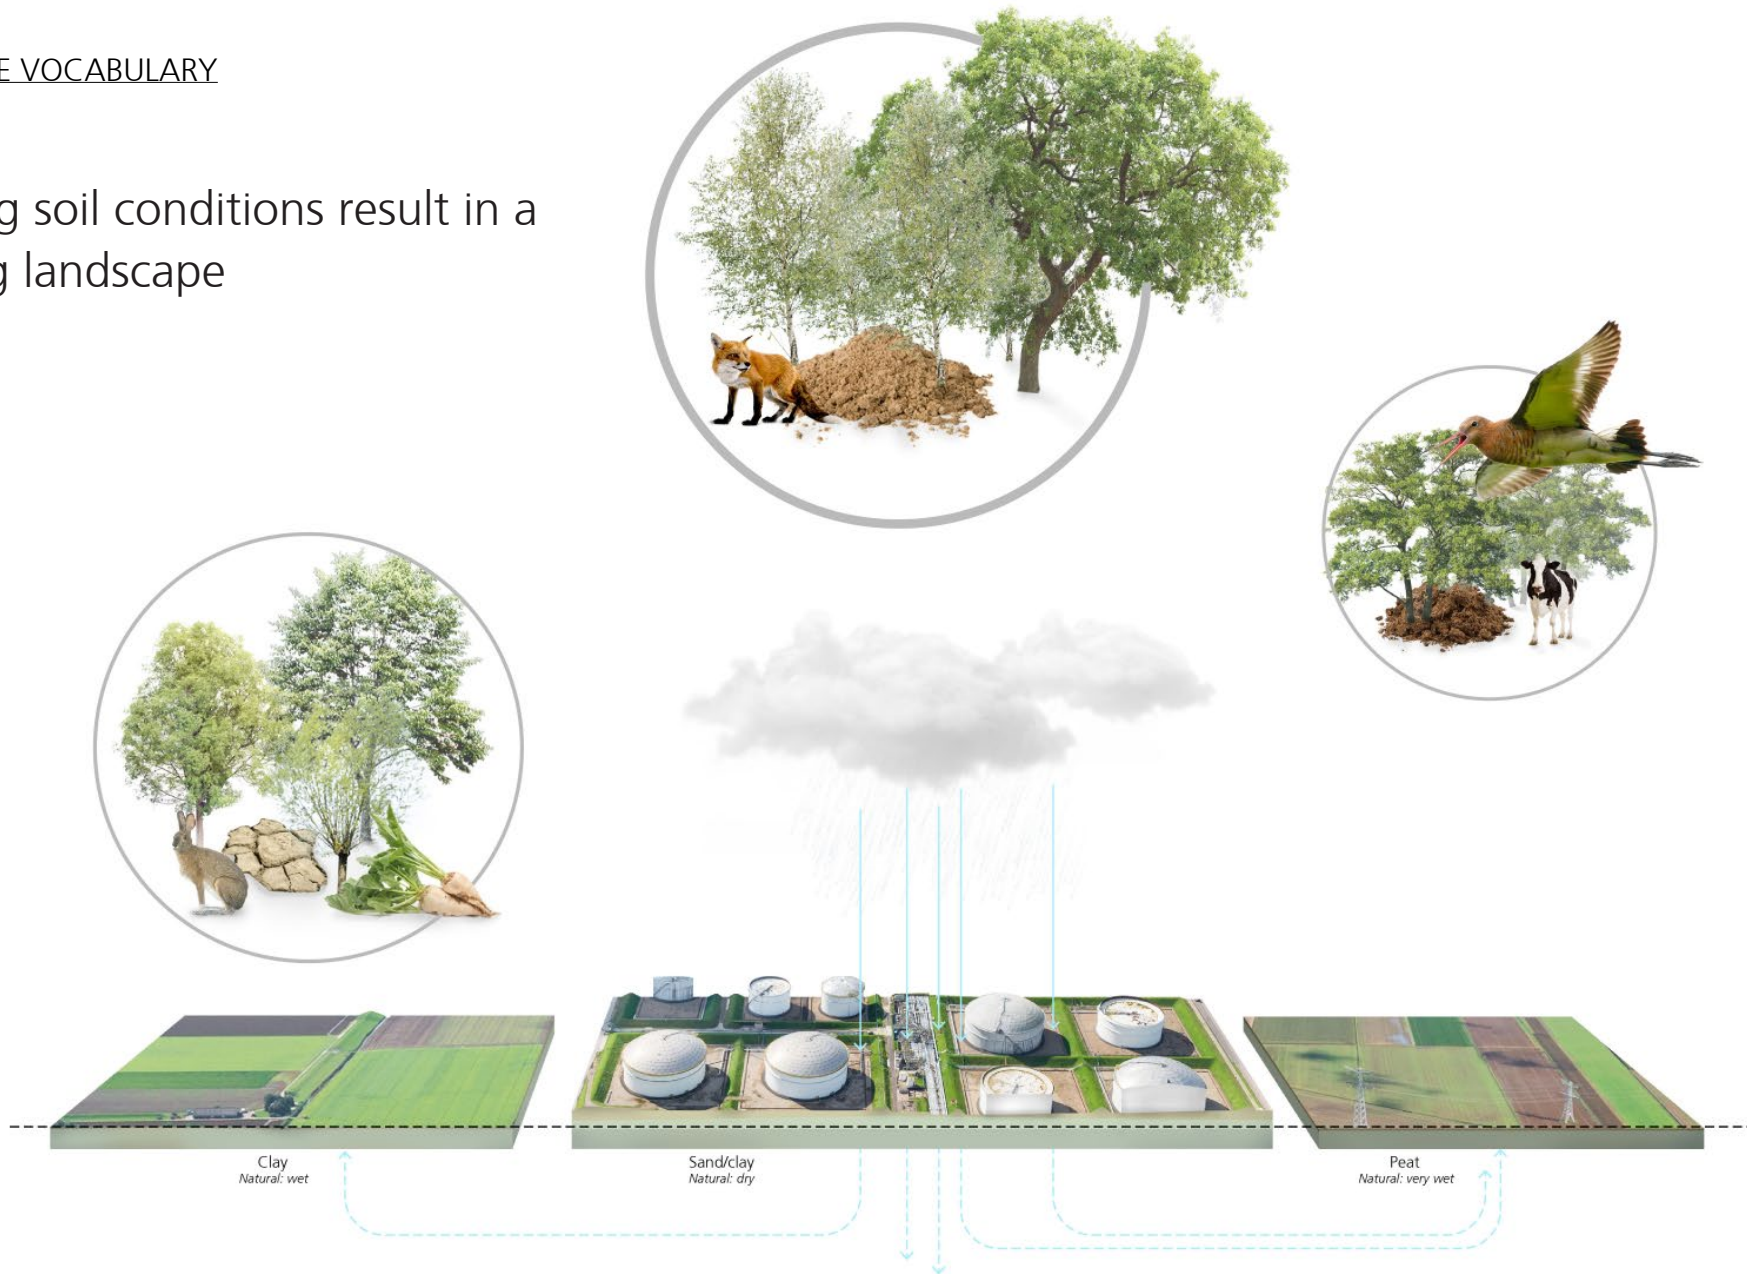 E VOCABULARY
g soil conditions result in a
g landscape
Clay
Natural: wet
Sand/clay
Natural: dry
Peat
Natural: very wet